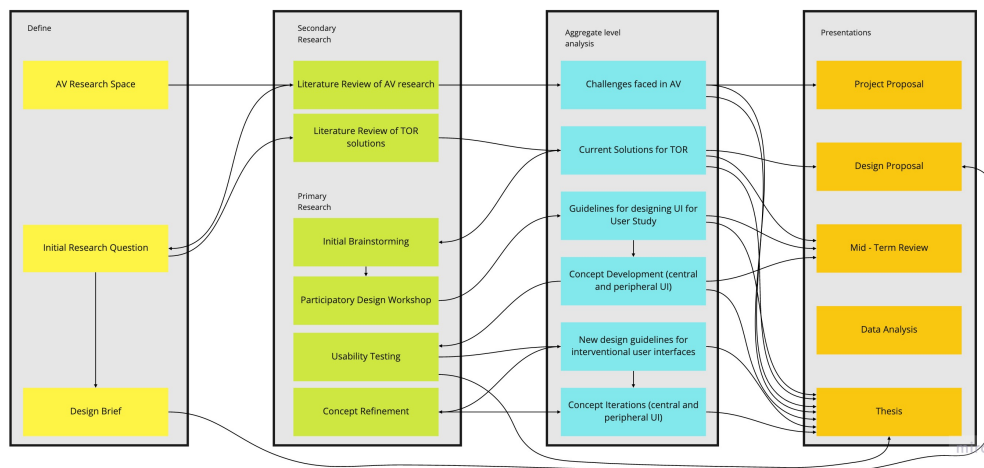 Define
AV Research Space
Initial Research Question
Design Brief
Secondary
Research
Literature Review of AV research
Literature Review of TOR
solutions
Primary
Research
Initial Brainstorming
Participatory Design Workshop
Usability Testing
Concept Refinement
Aggregate level
analysis
Challenges faced in AV
Current Solutions for TOR
Guidelines for designing UI for
User Study
Concept Development (central
and peripheral UI)
New design guidelines for
interventional user interfaces
Concept Iterations (central and
peripheral UI)
Presentations
Project Proposal
Design Proposal
Mid - Term Review
Data Analysis
Thesis